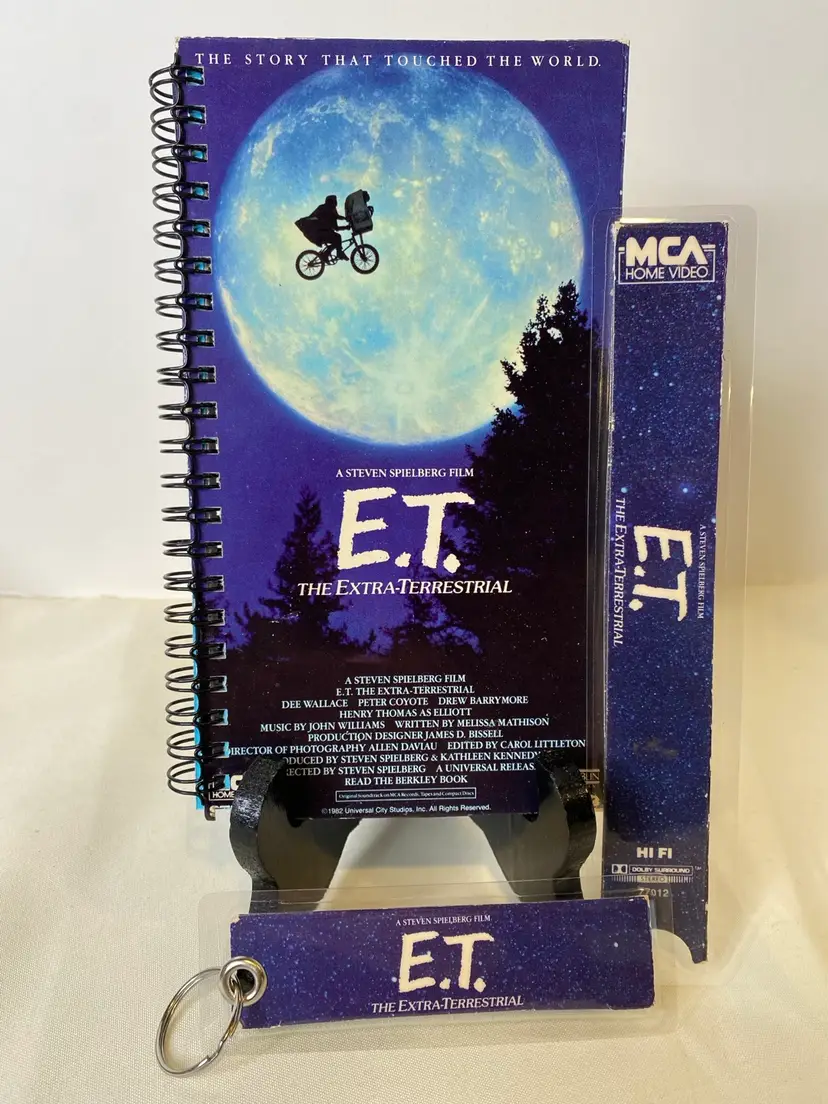 THE STORY THAT TOUCHED THE WORLD.
A STEVEN SPIELBERG FILM
E.T.
THE EXTRA-TERRESTRIAL
A STEVEN SPIELBERG FILM
E.T. THE EXTRA-TERRESTRIAL
DEE WALLACE PETER COYOTE DREW BARRYMORE
HENRY THOMAS AS ELLIOTT
MUSIC BY JOHN WILLIAMS WRITTEN BY MELISSA MATHISON
PRODUCTION DESIGNER JAMES D. BISSELL
DIRECTOR OF PHOTOGRAPHY ALLEN DAVIAU EDITED BY CAROL LITTLETON
BY STEVEN SPIELBERG & KATHLEEN
BY STEVEN SPIELBERG A UNIVERSAL
READ THE BERKLEY BOOK
Original Soundtrack on MCA Records, Tapes and Compact Discs
©1982 Universal City Studios, Inc. All Rights Reserved.
MCA
HOME VIDEO
A STEVEN SPIELBERG FILM
E.T.
THE EXTRA-TERRESTRIAL
HI FI
DOLBY SURROUND
STEREO
77012
A STEVEN SPIELBERG FILM
E.T.
THE EXTRA-TERRESTRIAL